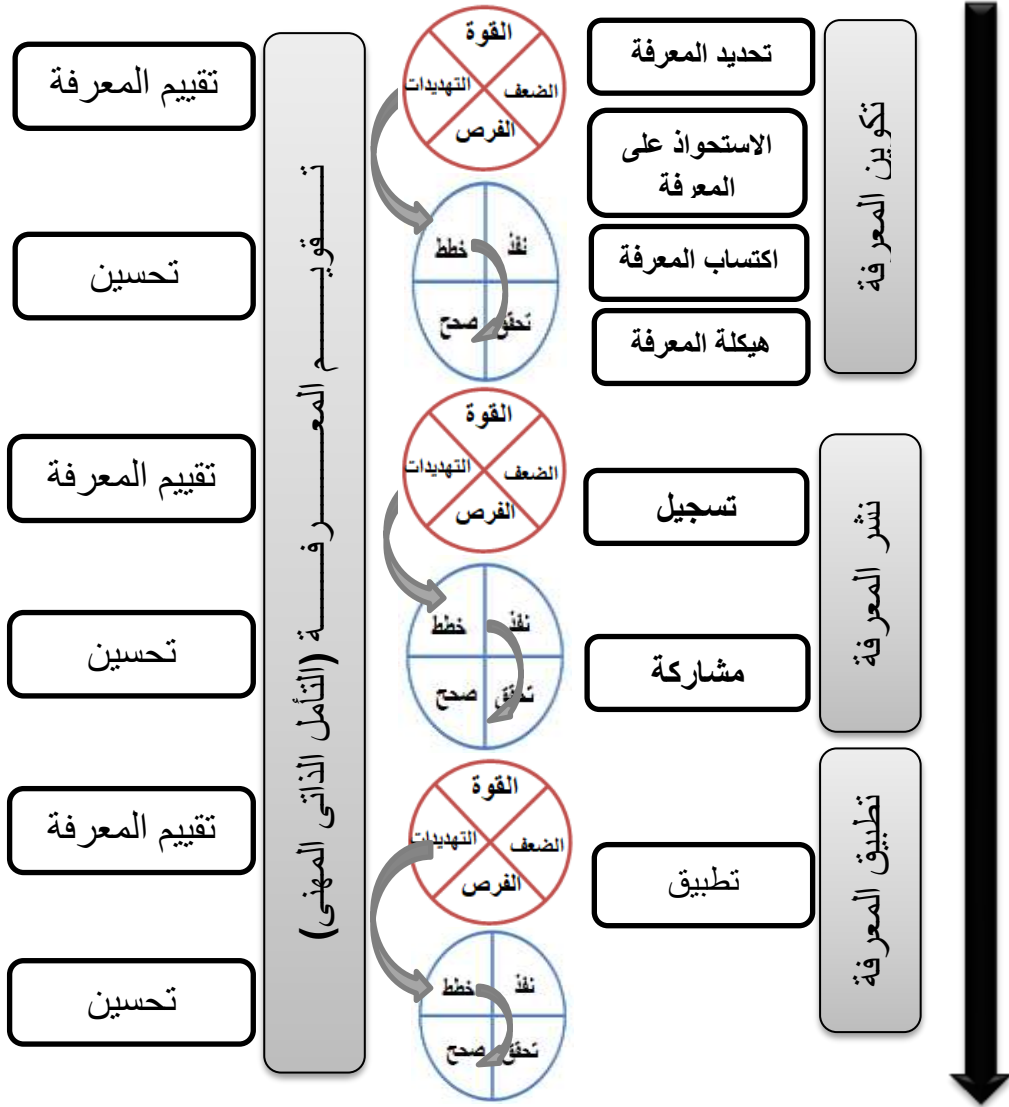 تكوين المعرفة
تحديد المعرفة
الاستحواذ على
المعرفة
اكتساب المعرفة
هيكلة المعرفة
القوة
الضعف
التهديدات
الفرص
نفذ
خطط
تحقق
صحح
تقييم المعرفة
تحسين
نشر المعرفة
تسجيل
مشاركة
القوة
الضعف
التهديدات
الفرص
نفذ
خطط
تحقق
صحح
تقييم المعرفة
تحسين
تطبيق المعرفة
تطبيق
القوة
الضعف
التهديدات
الفرص
نفذ
خطط
تحقق
صحح
تقييم المعرفة
تحسين
تـــــقويـــــــم المعـــــــرفـــــــة (التأمل الذاتى المهنى)